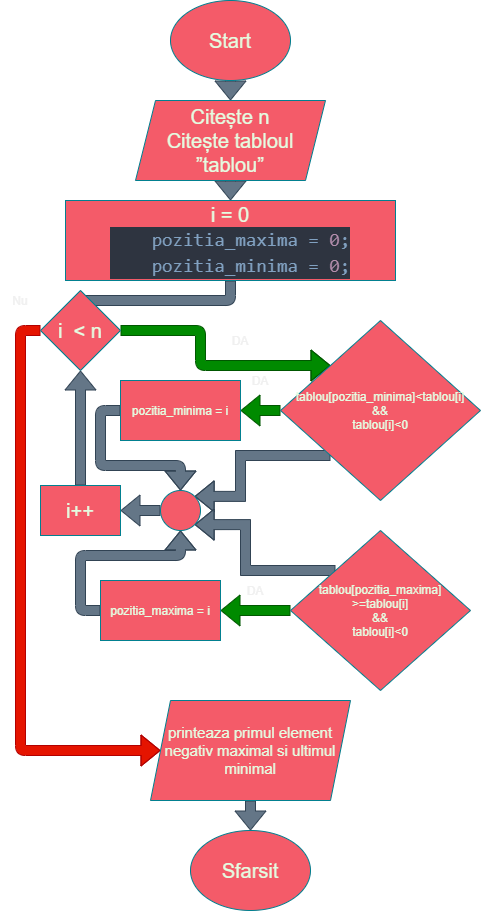 Start
Citește n
Citește tabloul
”tablou”
i = 0
pozitia_maxima = 0;
pozitia_minima = 0;
Nu
i < n
DA
DA
tablou[pozitia_minima]<tablou[i]
&&
tablou[i]<0
pozitia_minima = i
i++
DA
tablou[pozitia_maxima]
>=tablou[i]
&&
tablou[i]<0
pozitia_maxima = i
printeaza primul element
negativ maximal si ultimul
minimal
Sfarsit